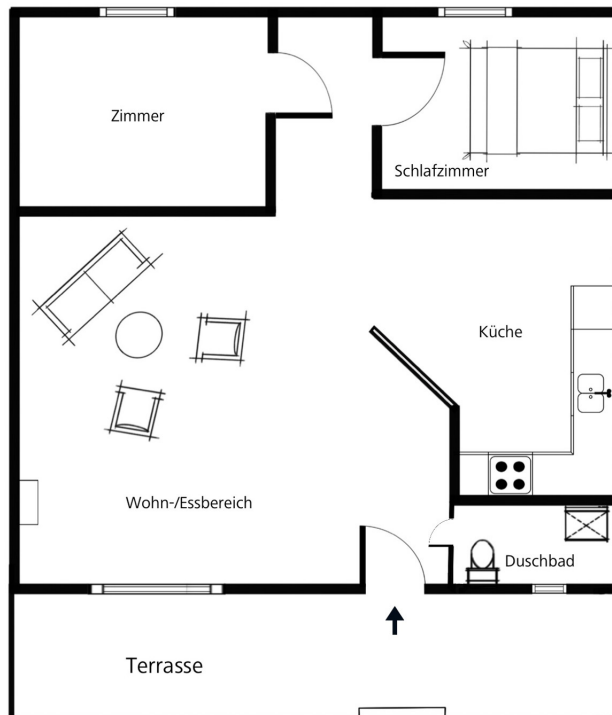 Zimmer
Schlafzimmer
Küche
Wohn-/Essbereich
Duschbad
Terrasse